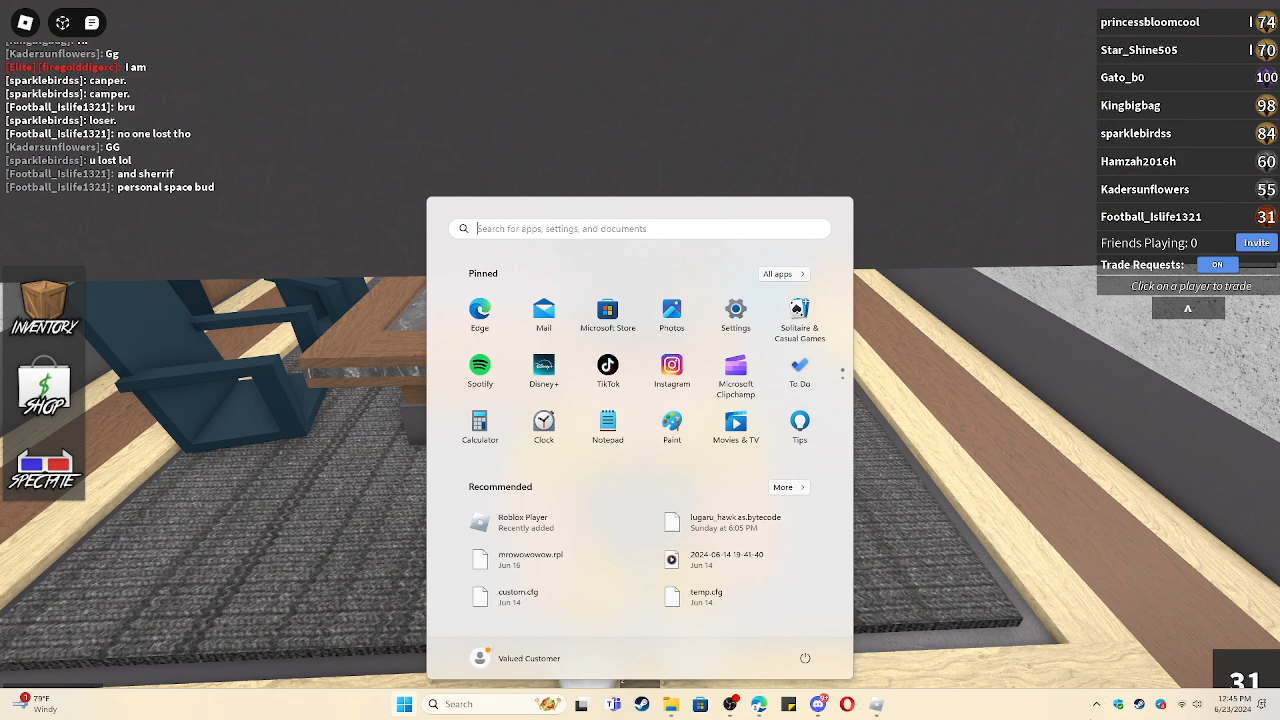 [Kadersunflowers]: Gg
[Elite] [firegolddigercj]: I am
[sparklebirdss]: canper.
[sparklebirdss]: camper.
[Football_Islife1321]: bru
[sparklebirdss]: loser.
[Football_Islife1321]: no one lost tho
[Kadersunflowers]: GG
[sparklebirdss]: u lost lol
[Football_Islife1321]: and sherrif
[Football_Islife1321]: personal space bud
princessbloomcool I 74
Star_Shine505 I 70
Gato_b0 100
Kingbigbag 98
sparklebirdss 84
Hamzah2016h 60
Kadersunflowers 55
Football_Islife1321 31
Friends Playing: 0 Invite
Trade Requests: ON
Click on a player to trade
INVENTORY
SHOP
SPECTATE
Search for apps, settings, and documents
Pinned All apps
Edge Mail Microsoft Store Photos Settings Solitaire &
Casual Games
Spotify Disney+ TikTok Instagram Microsoft To Do
Clipchamp
Calculator Clock Notepad Paint Movies & TV Tips
Recommended More
Roblox Player lugaru_hawk.as.bytecode
Recently added Sunday at 6:05 PM
mrowowowow.rpl 2024-06-14 19-41-40
Jun 16 Jun 14
custom.cfg temp.cfg
Jun 14 Jun 14
Valued Customer
31
1 79°F
Windy
Search
12:45 PM
6/23/2024